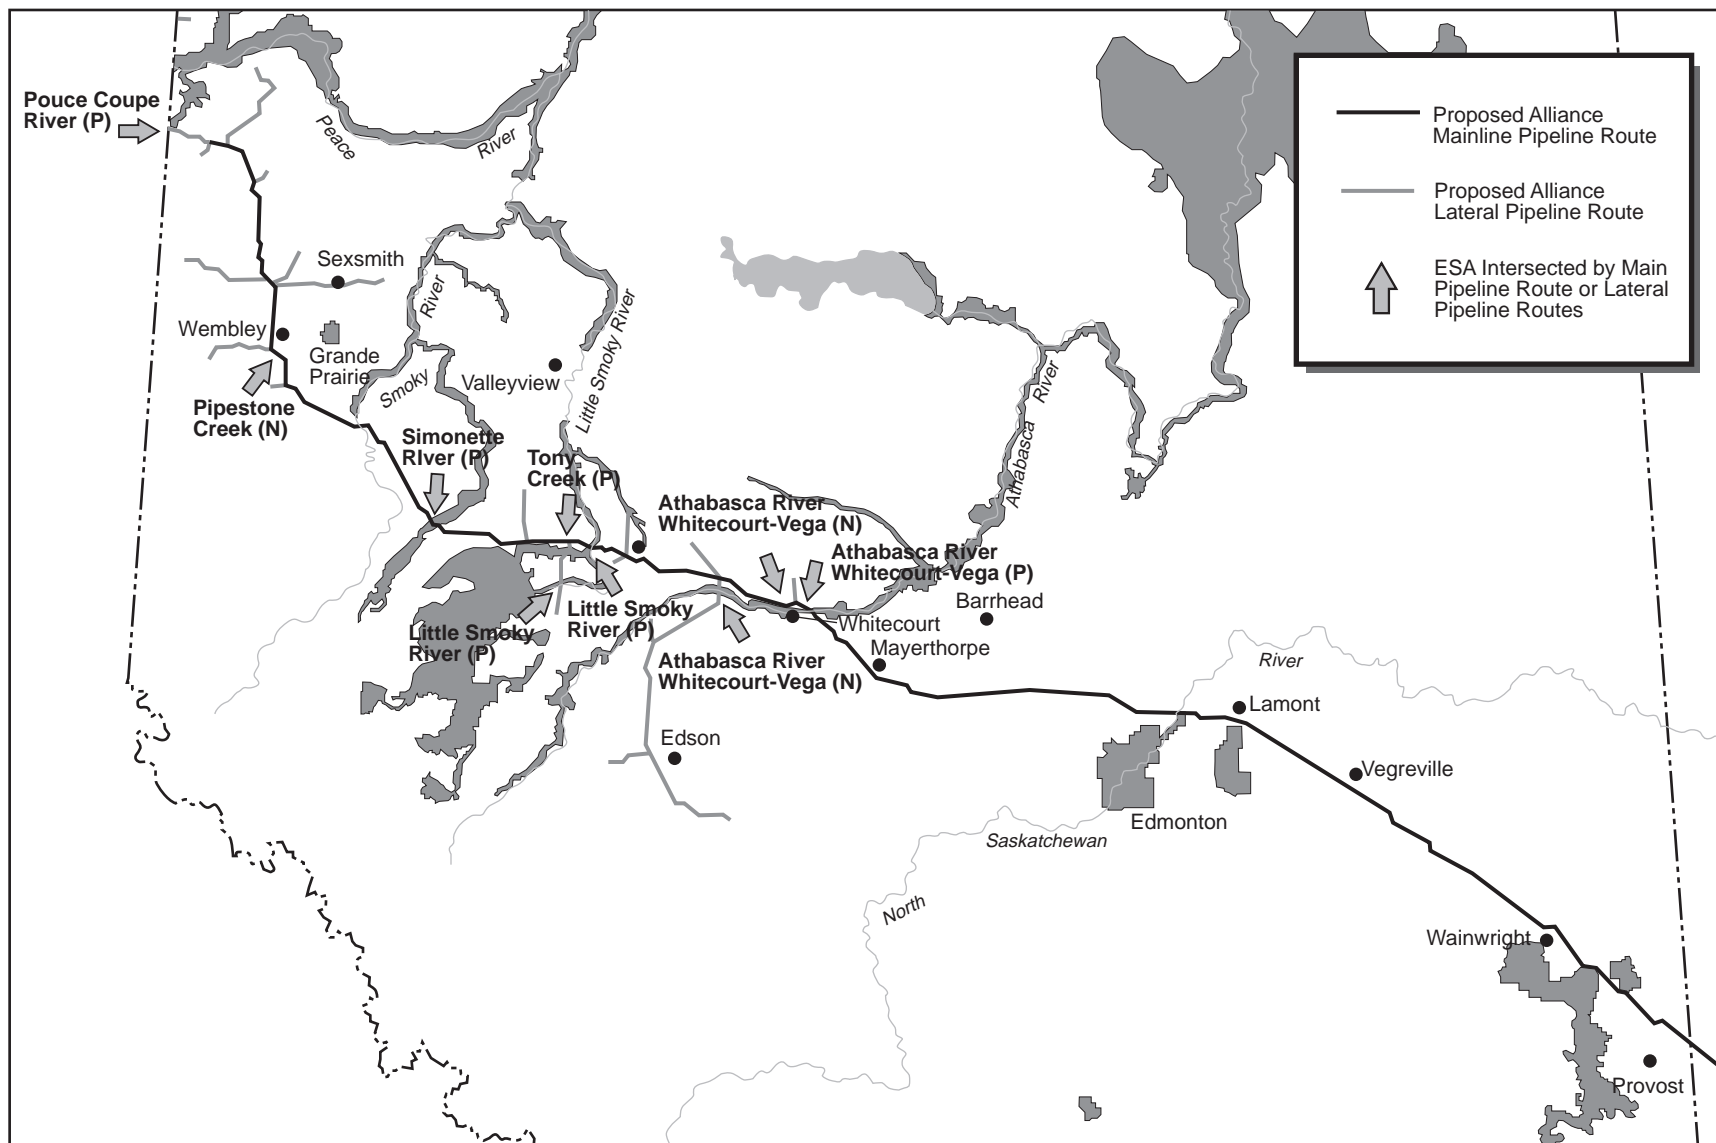 Pouce Coupe
River (P)
Peace
River
Proposed Alliance
Mainline Pipeline Route
Proposed Alliance
Lateral Pipeline Route
ESA Intersected by Main
Pipeline Route or Lateral
Pipeline Routes
Sexsmith
River
Little Smoky River
Wembley
Grande
Prairie
Smoky
Valleyview
River
Athabasca
Pipestone
Creek (N)
Simonette
RIver (P)
Tony
Creek (P)
Athabasca River
Whitecourt-Vega (N)
Athabasca River
Whitecourt-Vega (P)
Barrhead
Little Smoky
River (P)
Little Smoky
River (P)
Whitecourt
Mayerthorpe
Athabasca River
Whitecourt-Vega (N)
River
Lamont
Edson
Vegreville
Edmonton
Saskatchewan
North
Wainwright
Provost